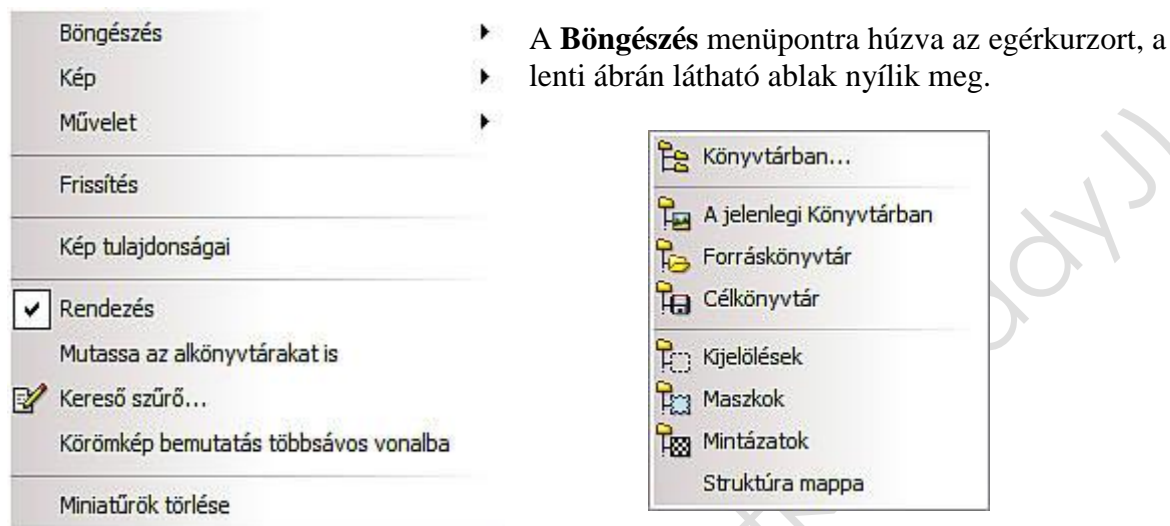 Böngészés
Kép
Művelet
Frissítés
Kép tulajdonságai
Rendezés
Mutassa az alkönyvtárakat is
Kereső szűrő...
Körömkép bemutatás többsávos vonalba
Miniatűrök törlése
A Böngészés menüpontra húzva az egérkurzort, a
lenti ábrán látható ablak nyílik meg.
Könyvtárban...
A jelenlegi Könyvtárban
Forráskönyvtár
Célkönyvtár
Kijelölések
Maszkok
Mintázatok
Struktúra mappa